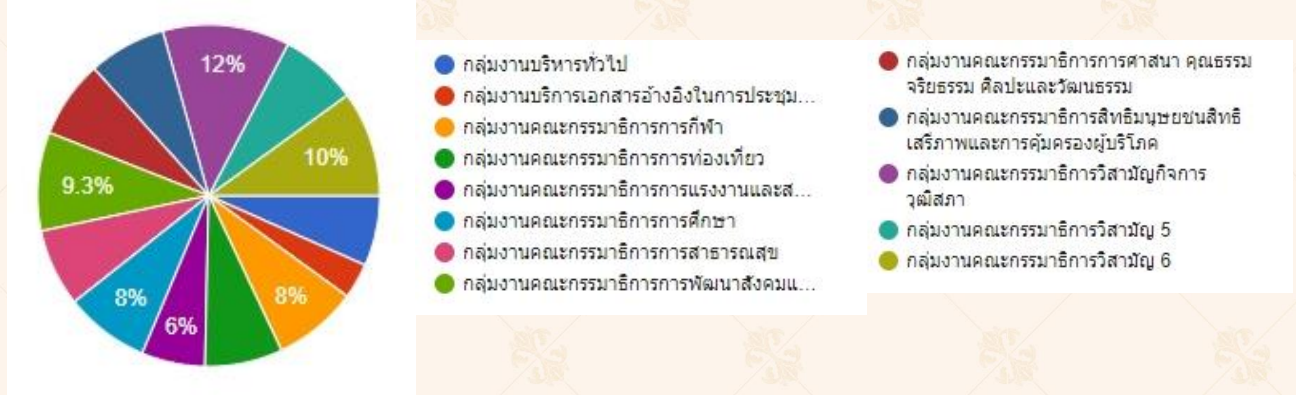 12%
10%
9.3%
8%
8%
6%
กลุ่มงานบริหารทั่วไป
กลุ่มงานบริการเอกสารอ้างอิงในการประชุม...
กลุ่มงานคณะกรรมาธิการการกีฬา
กลุ่มงานคณะกรรมาธิการการท่องเที่ยว
กลุ่มงานคณะกรรมาธิการการแรงงานและส...
กลุ่มงานคณะกรรมาธิการการศึกษา
กลุ่มงานคณะกรรมาธิการการสาธารณสุข
กลุ่มงานคณะกรรมาธิการการพัฒนาสังคมแ...
กลุ่มงานคณะกรรมาธิการการศาสนา คุณธรรม
จริยธรรม ศิลปะและวัฒนธรรม
กลุ่มงานคณะกรรมาธิการสิทธิมนุษยชนสิทธิ
เสรีภาพและการคุ้มครองผู้บริโภค
กลุ่มงานคณะกรรมาธิการวิสามัญกิจการ
วุฒิสภา
กลุ่มงานคณะกรรมาธิการวิสามัญ 5
กลุ่มงานคณะกรรมาธิการวิสามัญ 6